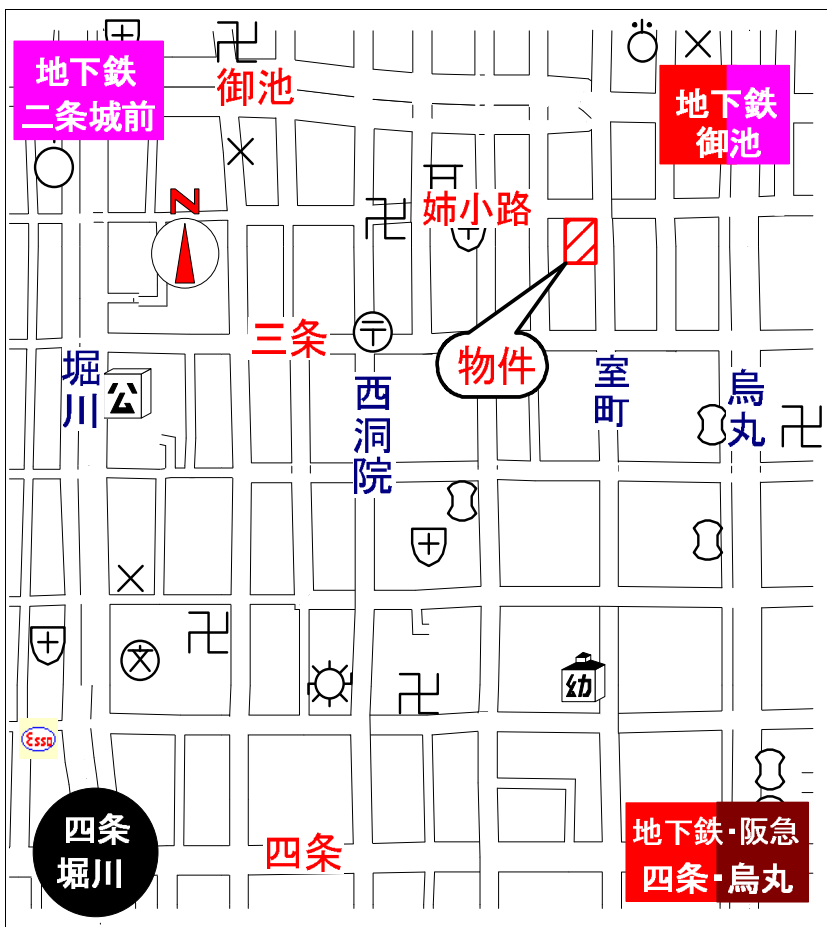 地下鉄
二条城前
御池
地下鉄
御池
N
姉小路
三条
〒
物件
堀川
公
西洞院
室町
烏丸
文
幼
Esso
四条
堀川
四条
地下鉄・阪急
四条・烏丸